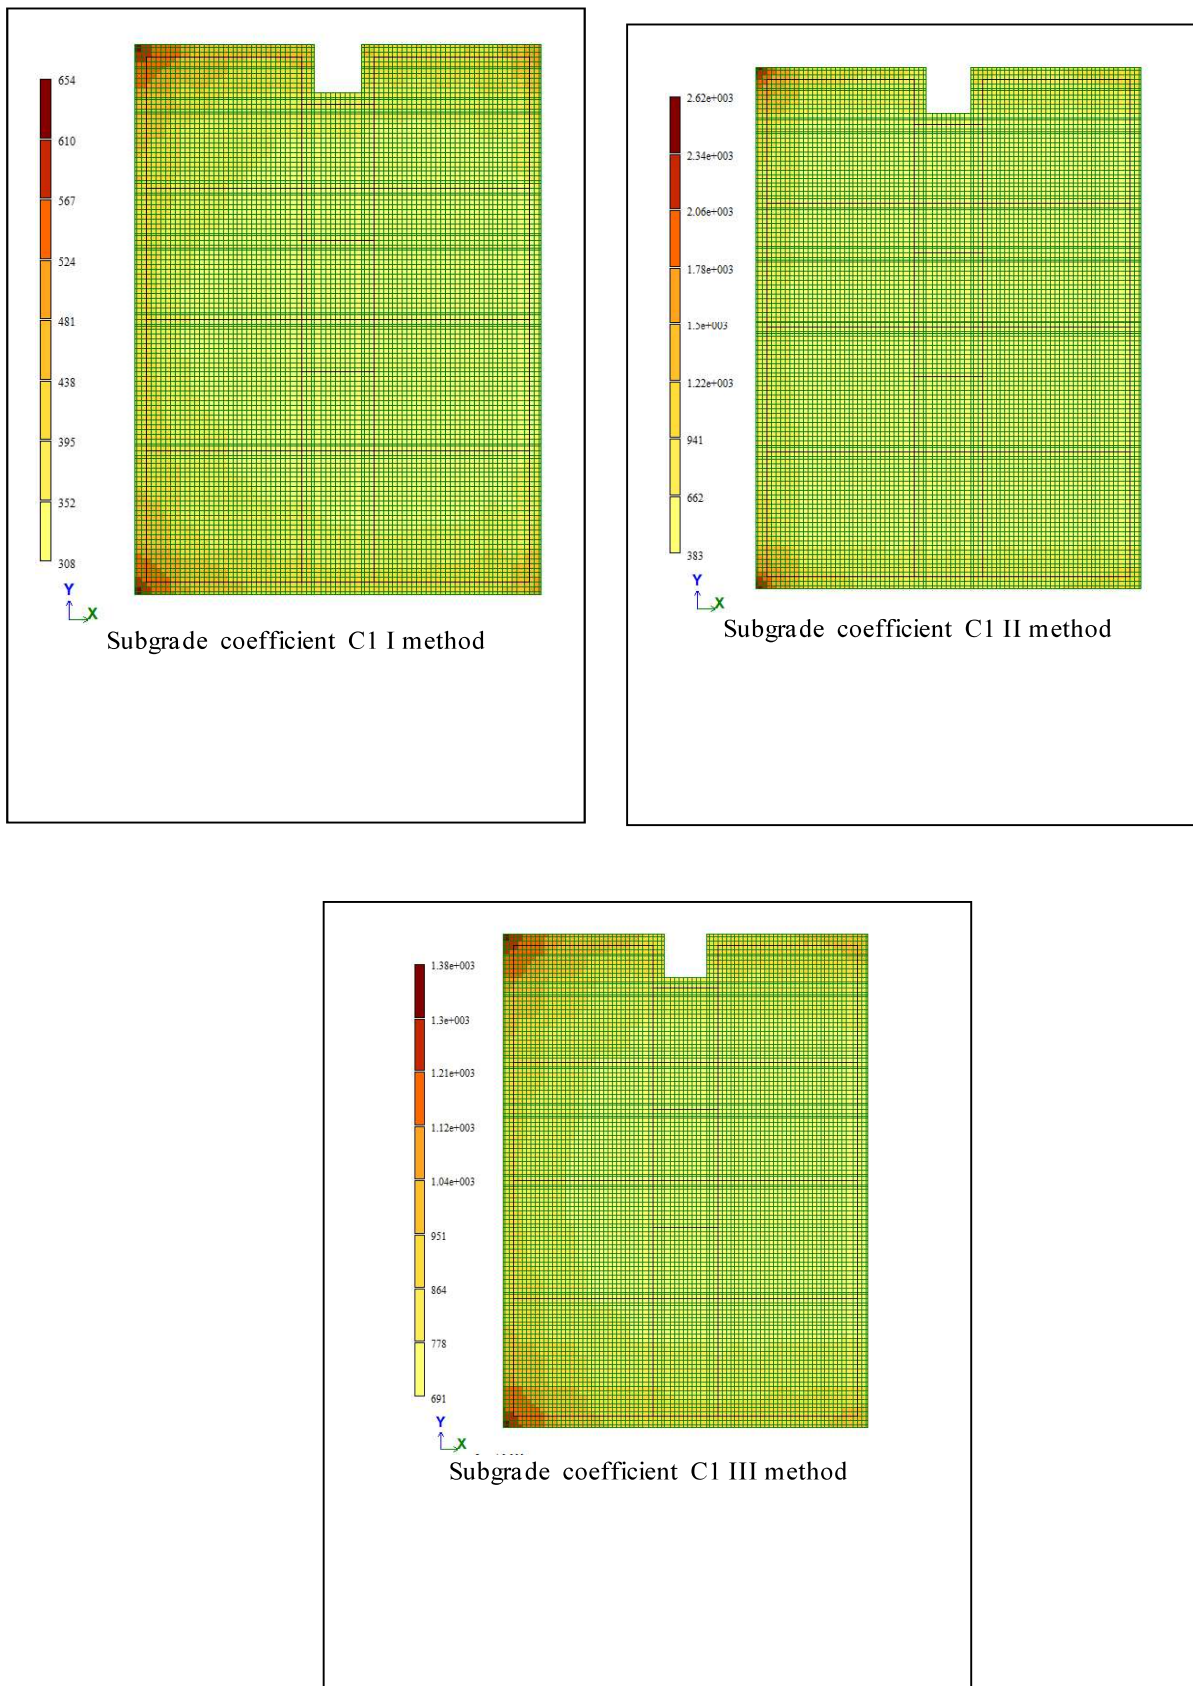 654
610
567
524
481
438
395
352
308
Y
X
Subgrade coefficient C1 I method
2.62e+003
2.34e+003
2.06e+003
1.78e+003
1.5e+003
1.22e+003
941
662
383
Y
X
Subgrade coefficient C1 II method
1.38e+003
1.3e+003
1.21e+003
1.12e+003
1.04e+003
951
864
778
691
Y
X
Subgrade coefficient C1 III method